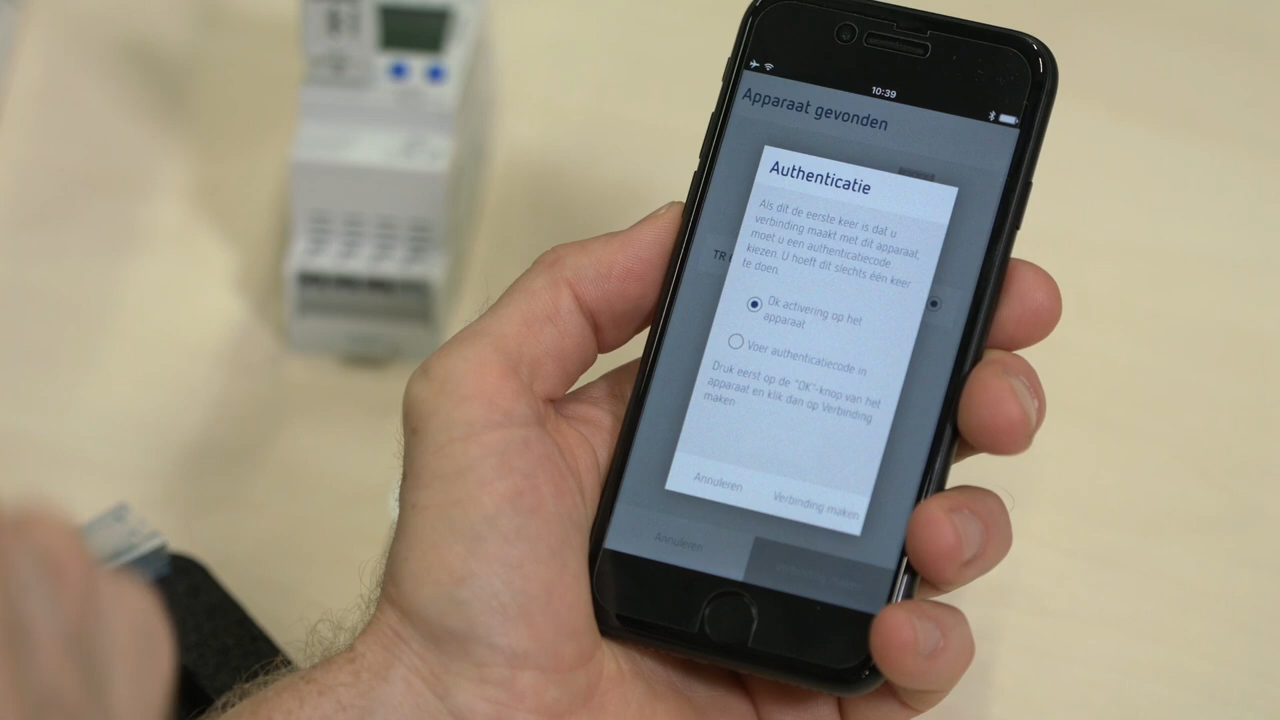 10:39
Apparaat gevonden
Authenticatie
Als dit de eerste keer is dat u
verbinding maakt met dit apparaat,
moet u een authenticatiecode
kiezen. U hoeft dit slechts één keer
te doen.
TR
Ok activering op het
apparaat
Voer authenticatiecode in
Druk eerst op de "OK"-knop van het
apparaat en klik dan op Verbinding
maken
Annuleren
Verbinding maken
Annuleren